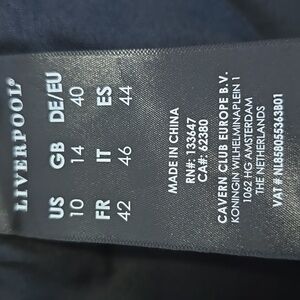 LIVERPOOL®
US GB DE/EU
10 14 40
FR IT ES
42 46 44
MADE IN CHINA
RN#: 133647
CA#: 62380
CAVERN CLUB EUROPE B.V.
KONINGIN WILHELMINAPLEIN 1
1062 HG AMSTERDAM
THE NETHERLANDS
VAT # NL858055363B01